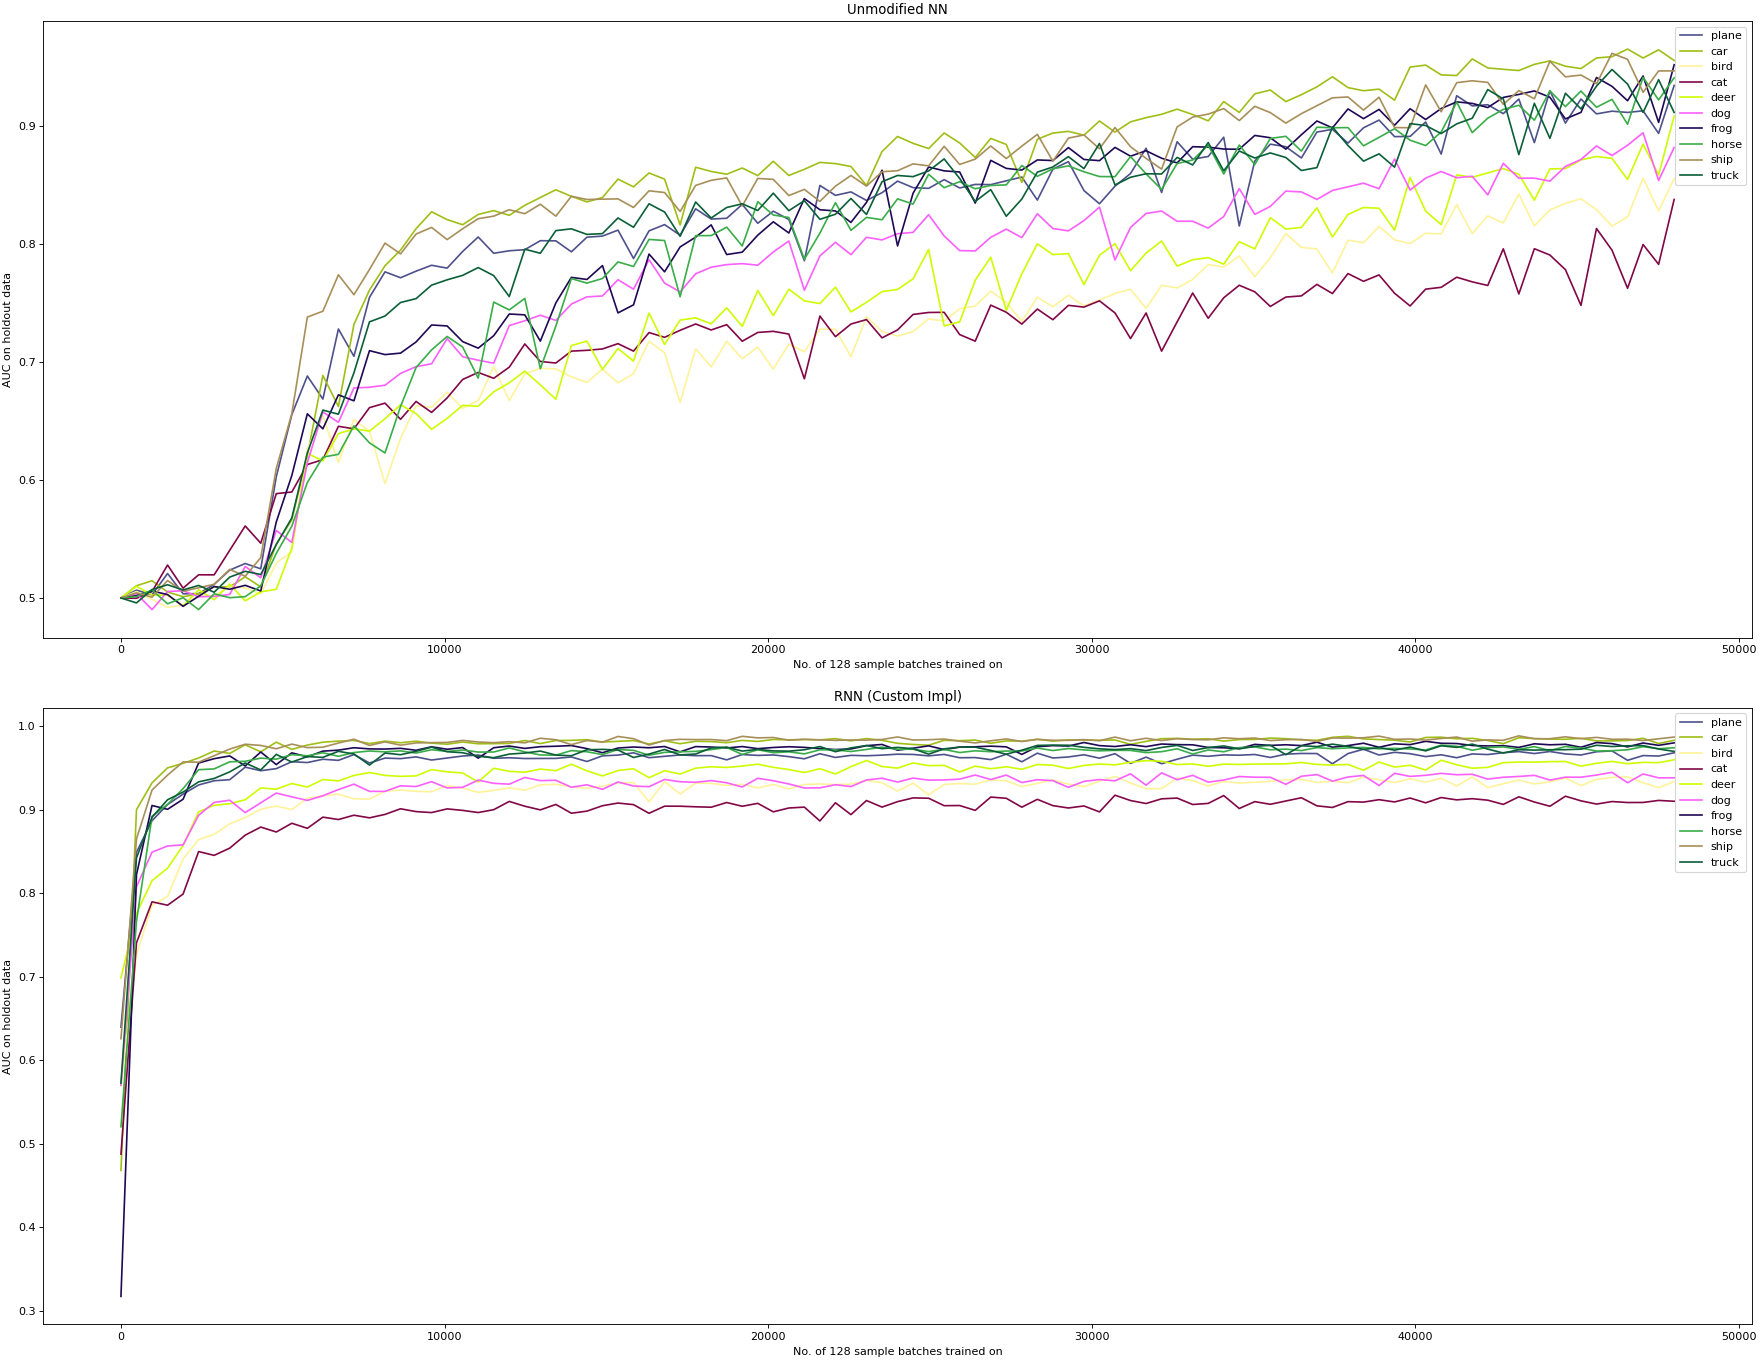 Unmodified NN
AUC on holdout data
0.9
0.8
0.7
0.6
0.5
plane
car
bird
cat
deer
dog
frog
horse
ship
truck
0 10000 20000 30000 40000 50000
No. of 128 sample batches trained on
RNN (Custom Impl)
AUC on holdout data
1.0
0.9
0.8
0.7
0.6
0.5
0.4
0.3
plane
car
bird
cat
deer
dog
frog
horse
ship
truck
0 10000 20000 30000 40000 50000
No. of 128 sample batches trained on